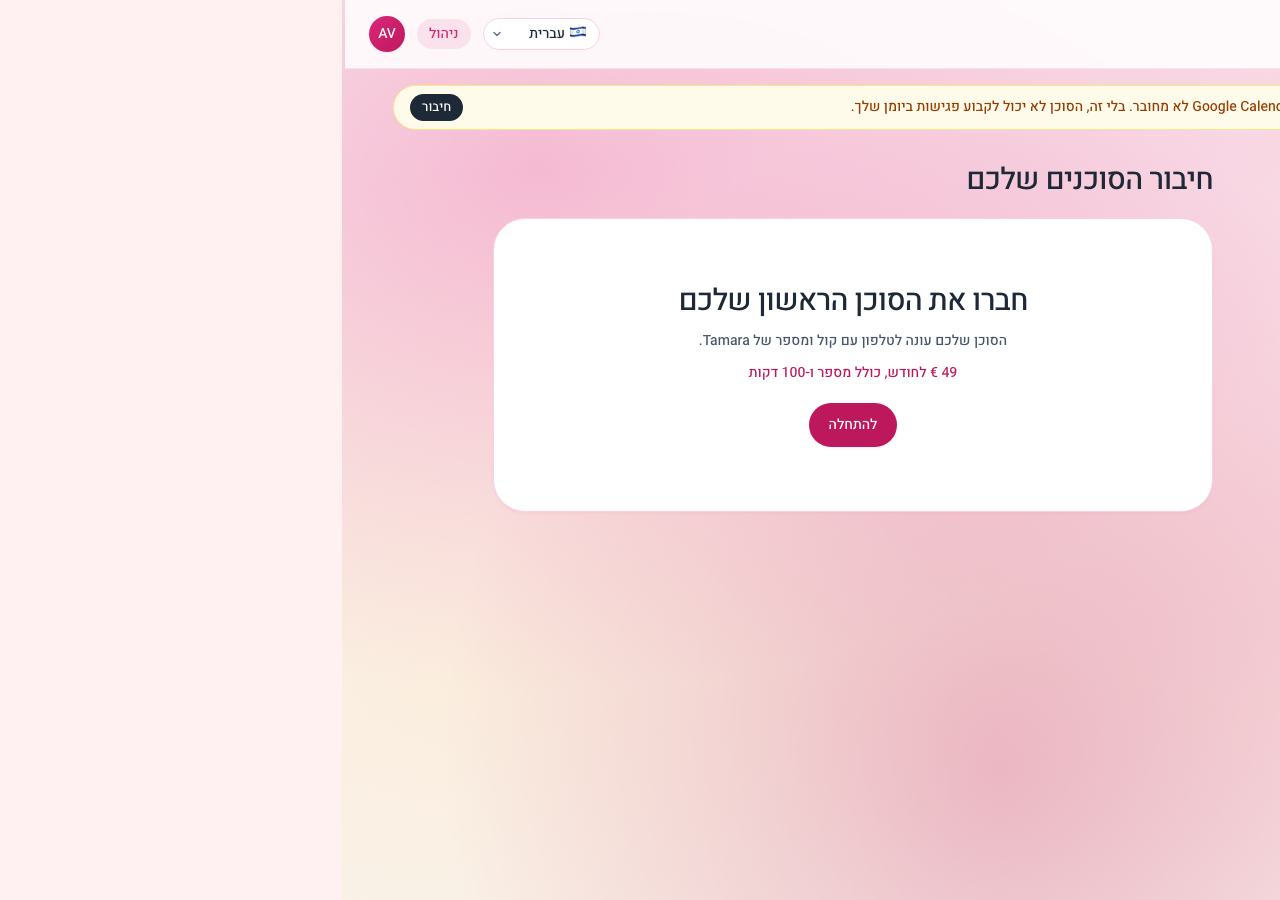 עברית
ניהול
AV
Google Calend לא מחובר. בלי זה, הסוכן לא יכול לקבוע פגישות ביומן שלך.
חיבור
חיבור הסוכנים שלכם
חברו את הסוכן הראשון שלכם
הסוכן שלכם עונה לטלפון עם קול ומספר של Tamara.
49 € לחודש, כולל מספר ו-100 דקות
להתחלה